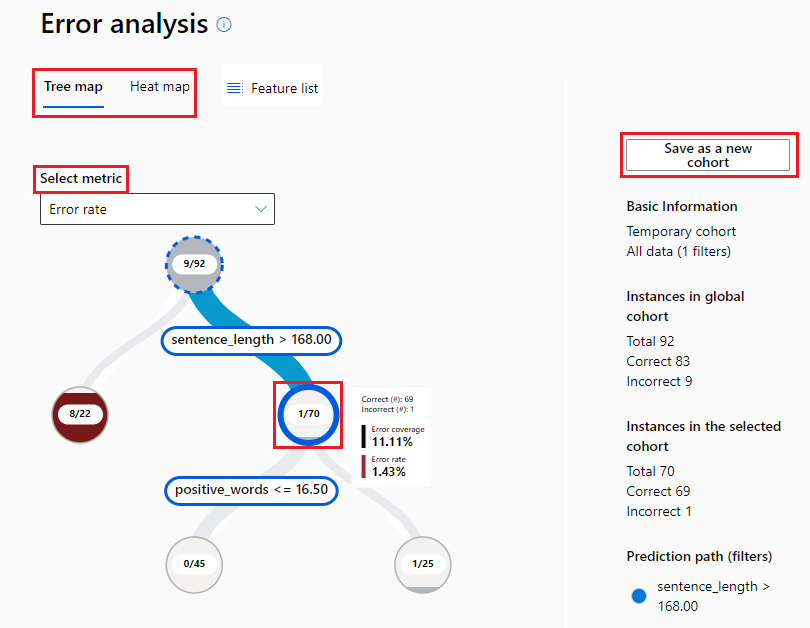 Error analysis
Tree map
Heat map
Feature list
Select metric
Error rate
9/92
sentence_length > 168.00
8/22
1/70
Correct (#): 69
Incorrect (#): 1
Error coverage
11.11%
Error rate
1.43%
positive_words <= 16.50
0/45
1/25
Save as a new
cohort
Basic Information
Temporary cohort
All data (1 filters)
Instances in global
cohort
Total 92
Correct 83
Incorrect 9
Instances in the selected
cohort
Total 70
Correct 69
Incorrect 1
Prediction path (filters)
sentence_length >
168.00